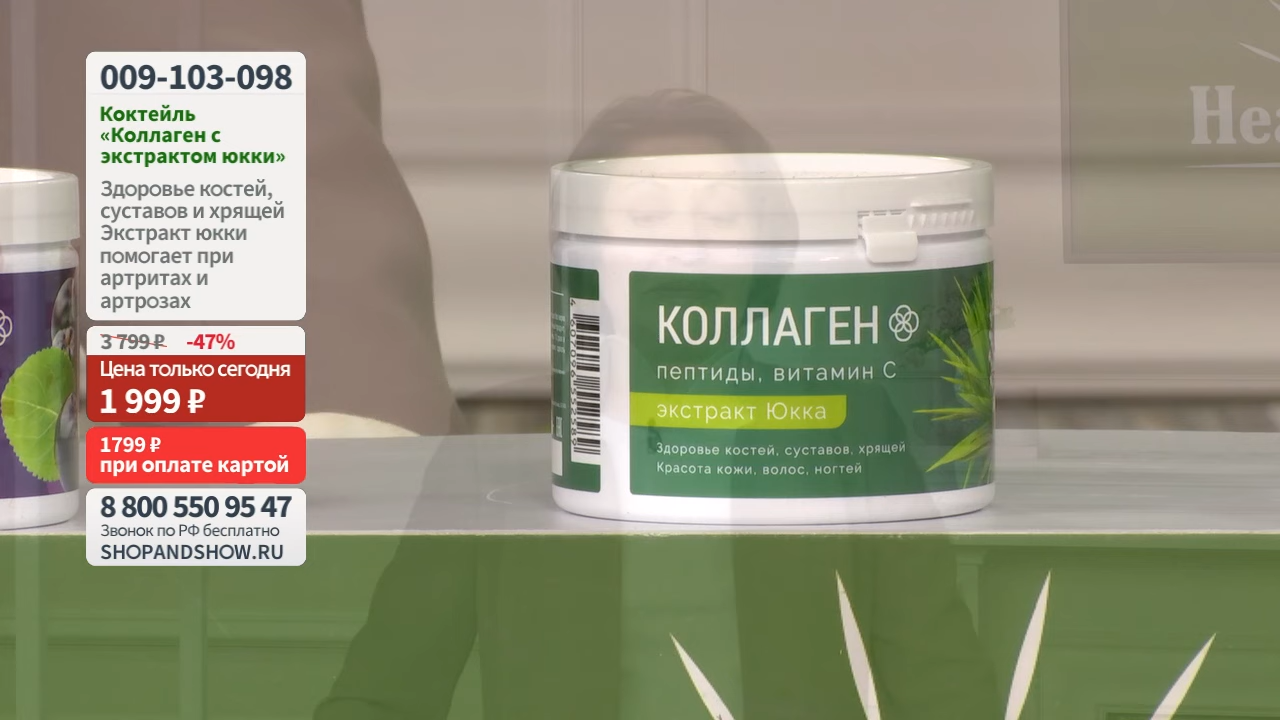 009-103-098
Коктейль
«Коллаген с
экстрактом юкки»
Здоровье костей,
суставов и хрящей
Экстракт юкки
помогает при
артритах и
артрозах
3 799 ₽ -47%
Цена только сегодня
1 999 ₽
1799 ₽
при оплате картой
8 800 550 95 47
Звонок по РФ бесплатно
SHOPANDSHOW.RU
КОЛЛАГЕН
пептиды, витамин С
экстракт Юкка
Здоровье костей, суставов, хрящей
Красота кожи, волос, ногтей